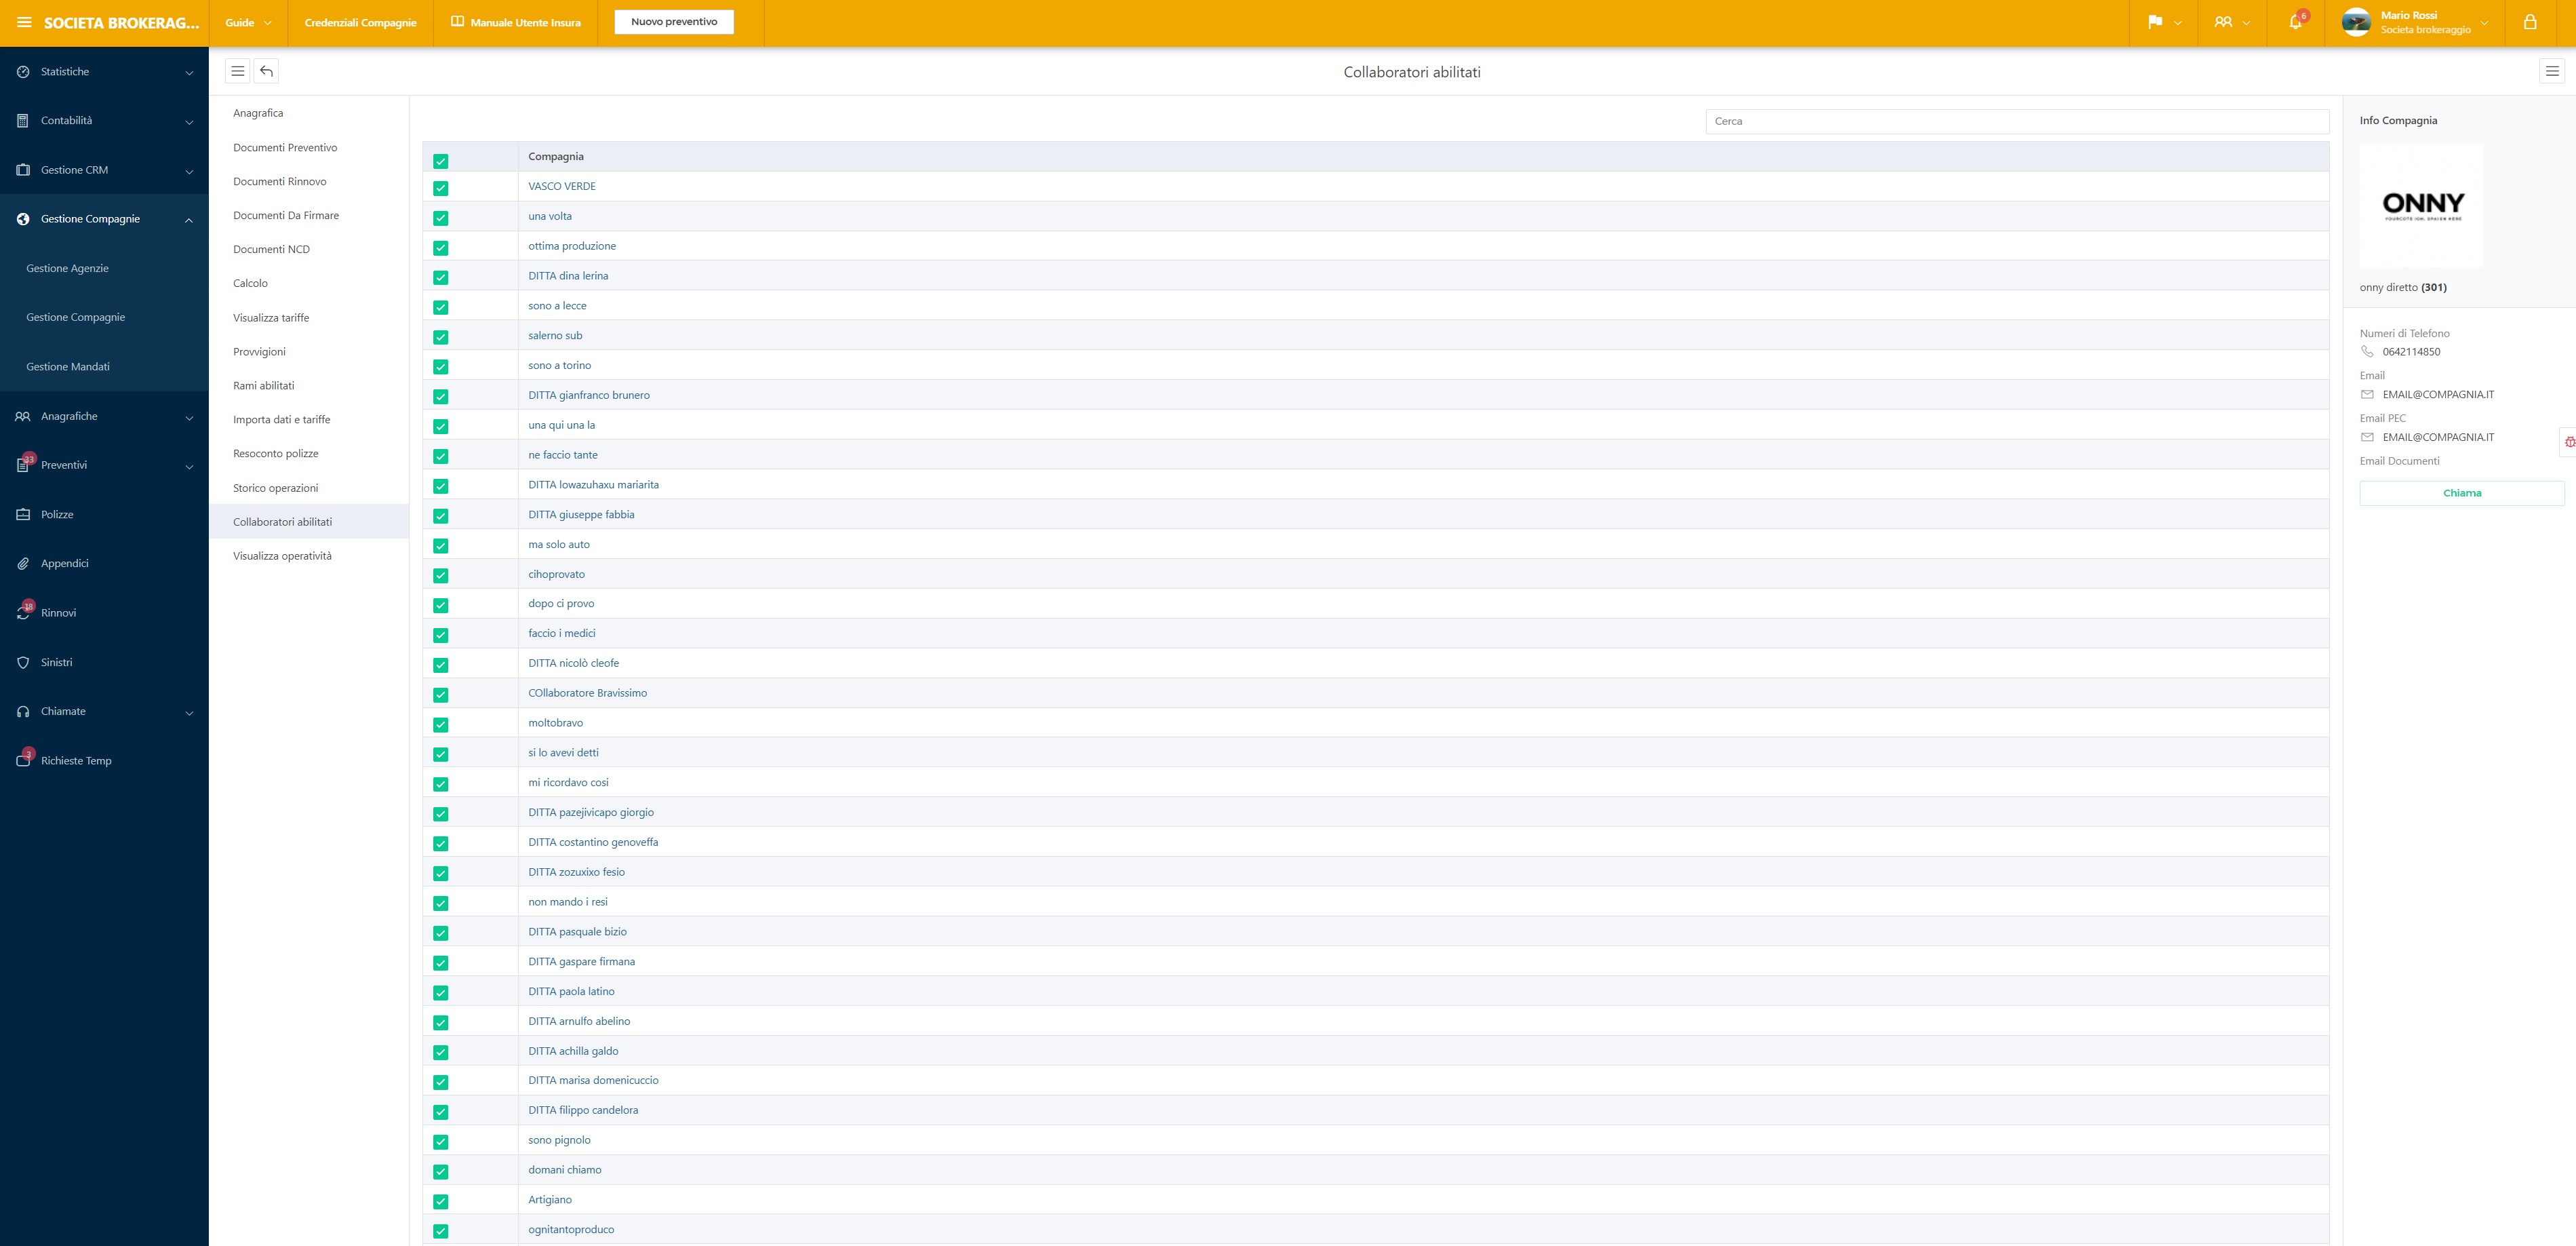 SOCIETA BROKERAG...
Guide
Credenziali Compagnie
Manuale Utente Insura
Nuovo preventivo
6
Mario Rossi
Societa brokeraggio
Statistiche
Contabilità
Gestione CRM
Gestione Compagnie
Gestione Agenzie
Gestione Compagnie
Gestione Mandati
Anagrafiche
33
Preventivi
Polizze
Appendici
18
Rinnovi
Sinistri
Chiamate
3
Richieste Temp
Collaboratori abilitati
Anagrafica
Documenti Preventivo
Documenti Rinnovo
Documenti Da Firmare
Documenti NCD
Calcolo
Visualizza tariffe
Provvigioni
Rami abilitati
Importa dati e tariffe
Resoconto polizze
Storico operazioni
Collaboratori abilitati
Visualizza operatività
Cerca
Compagnia
VASCO VERDE
una volta
ottima produzione
DITTA dina lerina
sono a lecce
salerno sub
sono a torino
DITTA gianfranco brunero
una qui una la
ne faccio tante
DITTA lowazuhaxu mariarita
DITTA giuseppe fabbia
ma solo auto
cihoprovato
dopo ci provo
faccio i medici
DITTA nicolò cleofe
COllaboratore Bravissimo
moltobravo
si lo avevi detti
mi ricordavo cosi
DITTA pazejivicapo giorgio
DITTA costantino genoveffa
DITTA zozuxixo fesio
non mando i resi
DITTA pasquale bizio
DITTA gaspare firmana
DITTA paola latino
DITTA arnulfo abelino
DITTA achilla galdo
DITTA marisa domenicuccio
DITTA filippo candelora
sono pignolo
domani chiamo
Artigiano
ognitantoproduco
Info Compagnia
ONNY
onny diretto (301)
Numeri di Telefono
0642114850
Email
EMAIL@COMPAGNIA.IT
Email PEC
EMAIL@COMPAGNIA.IT
Email Documenti
Chiama